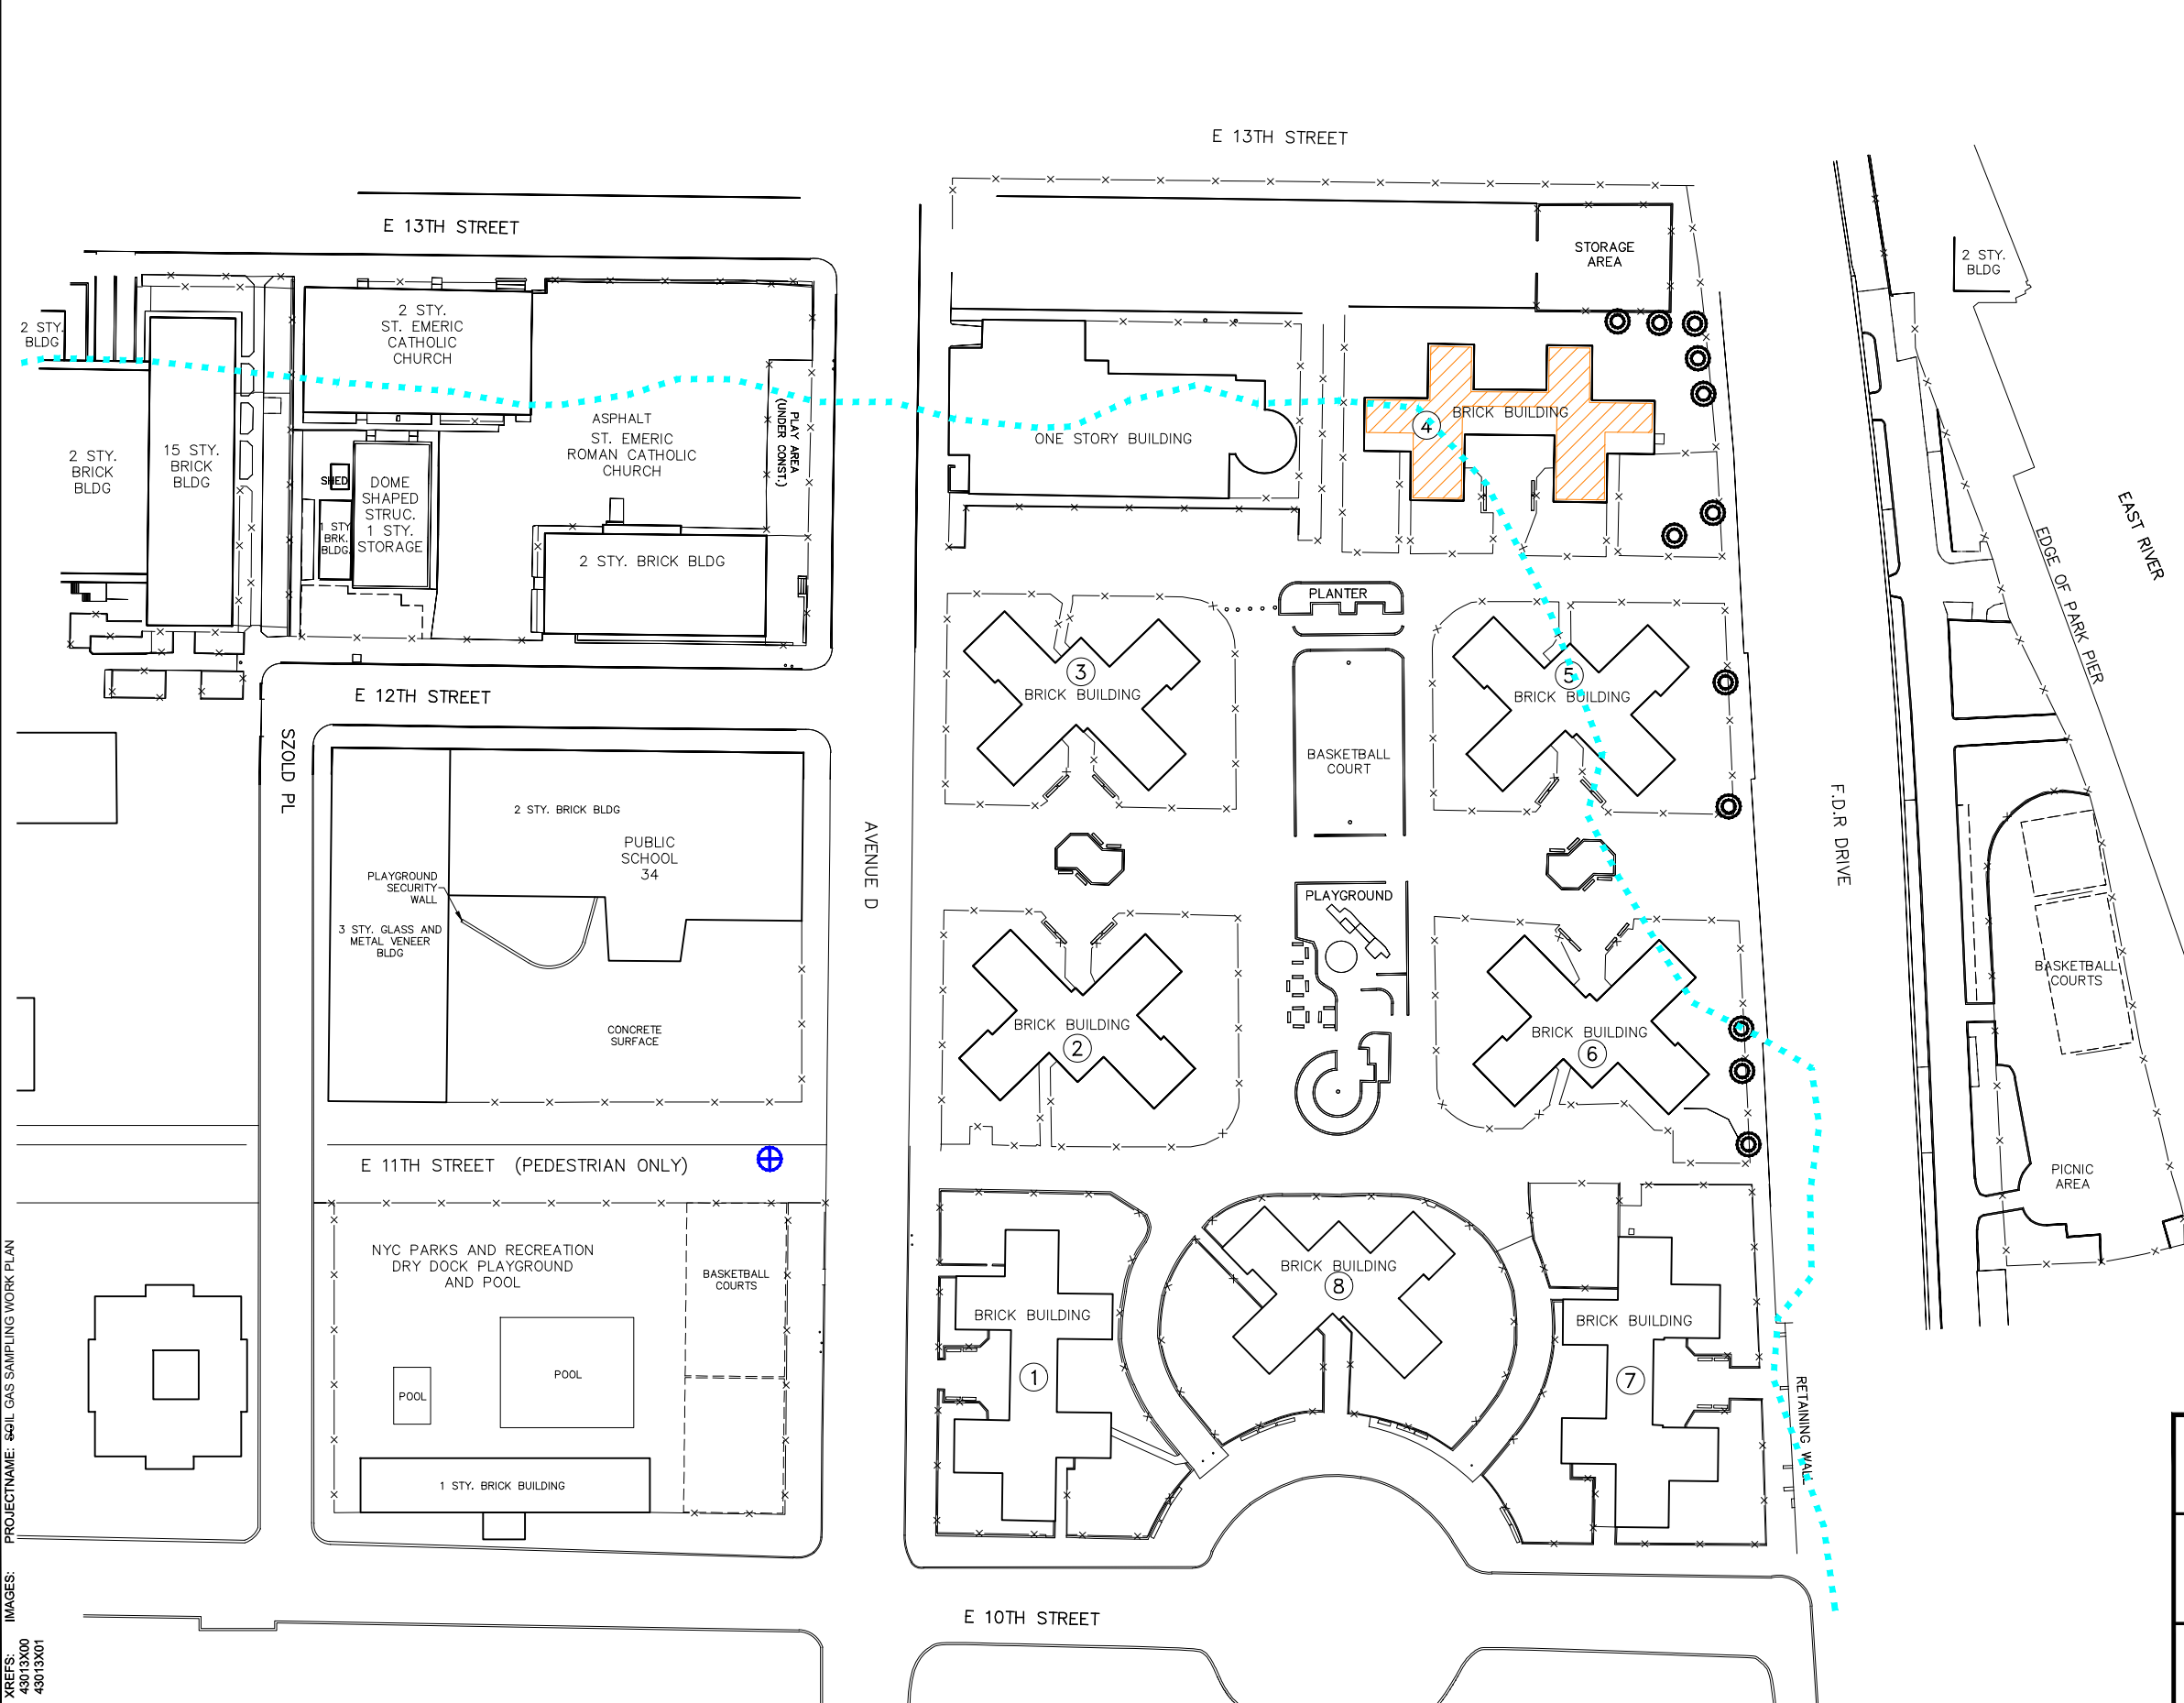 E 13TH STREET
E 13TH STREET
STORAGE
AREA
2 STY.
BLDG
2 STY.
BLDG
2 STY.
ST. EMERIC
CATHOLIC
CHURCH
PLAY AREA
(UNDER CONST.)
ASPHALT
ST. EMERIC
ROMAN CATHOLIC
CHURCH
ONE STORY BUILDING
BRICK BUILDING
4
2 STY.
BRICK
BLDG
15 STY.
BRICK
BLDG
SHED
1 STY
BRK.
BLDG.
DOME
SHAPED
STRUC.
1 STY.
STORAGE
2 STY. BRICK BLDG
EAST RIVER
EDGE OF PARK PIER
PLANTER
3
BRICK BUILDING
5
BRICK BUILDING
E 12TH STREET
SZOLD PL
BASKETBALL
COURT
2 STY. BRICK BLDG
PUBLIC
SCHOOL
34
PLAYGROUND
SECURITY
WALL
3 STY. GLASS AND
METAL VENEER
BLDG
AVENUE D
F.D.R DRIVE
PLAYGROUND
BASKETBALL
COURTS
CONCRETE
SURFACE
BRICK BUILDING
2
BRICK BUILDING
6
E 11TH STREET (PEDESTRIAN ONLY)
PICNIC
AREA
NYC PARKS AND RECREATION
DRY DOCK PLAYGROUND
AND POOL
BASKETBALL
COURTS
BRICK BUILDING
8
BRICK BUILDING
1
BRICK BUILDING
7
POOL
POOL
RETAINING WALL
1 STY. BRICK BUILDING
E 10TH STREET
XREFS: IMAGES: PROJECTNAME: SOIL GAS SAMPLING WORK PLAN
43013X00
43013X01